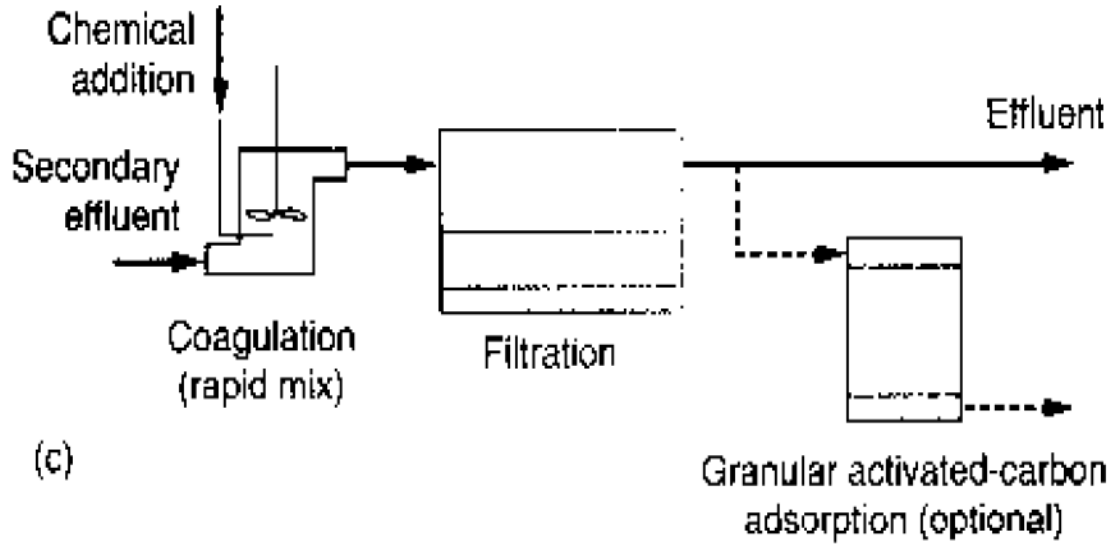 Chemical
addition
Secondary
effluent
Coagulation
(rapid mix)
Filtration
Effluent
Granular activated-carbon
adsorption (optional)
(c)